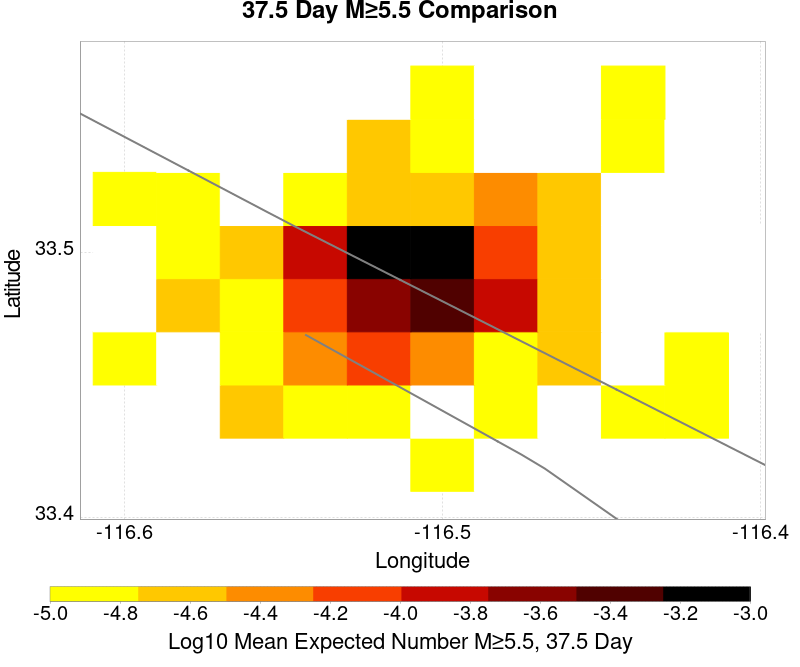 37.5 Day M≥5.5 Comparison
Latitude
33.5
33.4
-116.6 -116.5 -116.4
Longitude
-5.0 -4.8 -4.6 -4.4 -4.2 -4.0 -3.8 -3.6 -3.4 -3.2 -3.0
Log10 Mean Expected Number M≥5.5, 37.5 Day